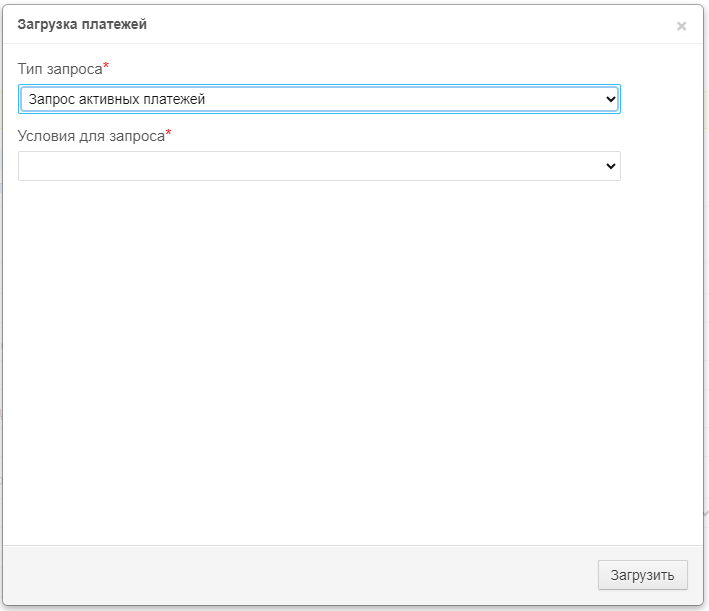 Загрузка платежей
Тип запроса*
Запрос активных платежей
Условия для запроса*
Загрузить